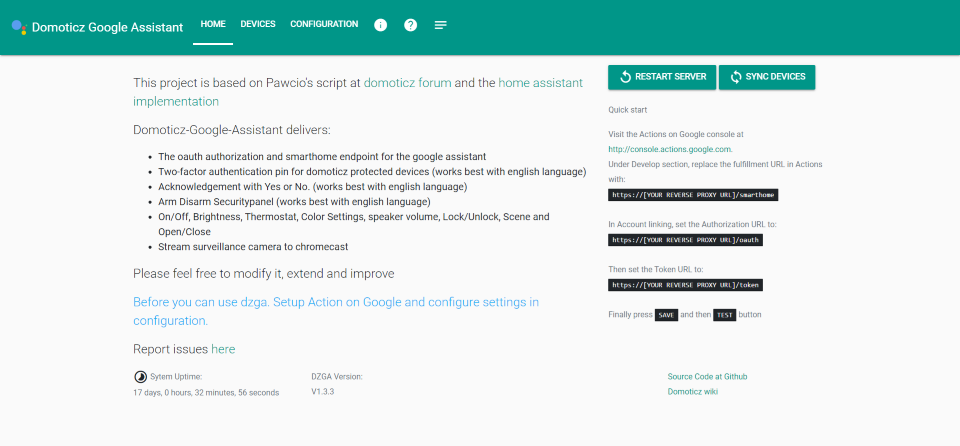 Domoticz Google Assistant
HOME
DEVICES
CONFIGURATION
This project is based on Pawcio's script at domoticz forum and the home assistant
implementation
Domoticz-Google-Assistant delivers:
The oauth authorization and smarthome endpoint for the google assistant
Two-factor authentication pin for domoticz protected devices (works best with english language)
Acknowledgement with Yes or No. (works best with english language)
Arm Disarm Securitypanel (works best with english language)
On/Off, Brightness, Thermostat, Color Settings, speaker volume, Lock/Unlock, Scene and
Open/Close
Stream surveillance camera to chromecast
Please feel free to modify it, extend and improve
Before you can use dzga. Setup Action on Google and configure settings in
configuration.
Report issues here
RESTART SERVER
SYNC DEVICES
Quick start
Visit the Actions on Google console at
http://console.actions.google.com.
Under Develop section, replace the fulfillment URL in Actions
with:
https://[YOUR REVERSE PROXY URL]/smarthome
In Account linking, set the Authorization URL to:
https://[YOUR REVERSE PROXY URL]/oauth
Then set the Token URL to:
https://[YOUR REVERSE PROXY URL]/token
Finally press SAVE and then TEST button
Sytem Uptime:
17 days, 0 hours, 32 minutes, 56 seconds
DZGA Version:
V1.3.3
Source Code at Github
Domoticz wiki